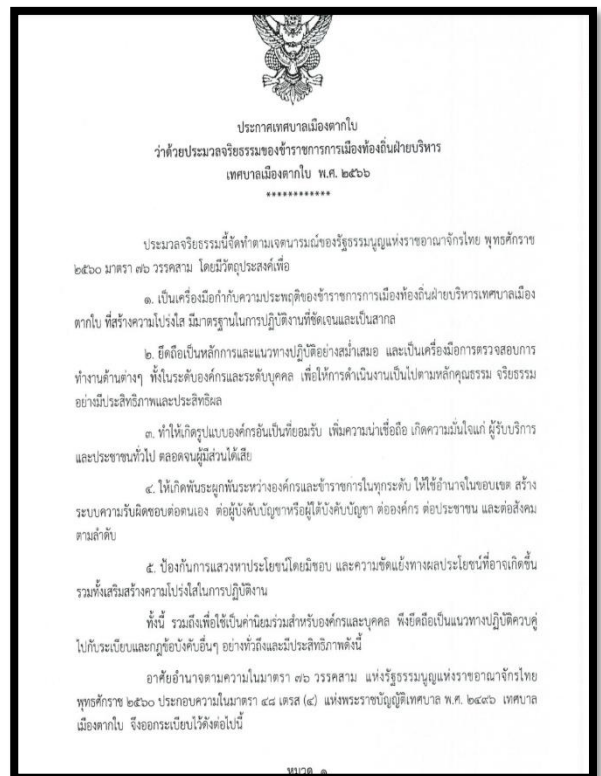 ประกาศเทศบาลเมืองตากใบ
ว่าด้วยประมวลจริยธรรมของข้าราชการการเมืองท้องถิ่นฝ่ายบริหาร
เทศบาลเมืองตากใบ พ.ศ. ๒๕๖๖
************
ประมวลจริยธรรมนี้จัดทำตามเจตนารมณ์ของรัฐธรรมนูญแห่งราชอาณาจักรไทย พุทธศักราช
๒๕๖๐ มาตรา ๗๖ วรรคสาม โดยมีวัตถุประสงค์เพื่อ
๑. เป็นเครื่องมือกำกับความประพฤติของข้าราชการการเมืองท้องถิ่นฝ่ายบริหารเทศบาลเมือง
ตากใบ ที่สร้างความโปร่งใส มีมาตรฐานในการปฏิบัติงานที่ชัดเจนและเป็นสากล
๒. ยึดถือเป็นหลักการและแนวทางปฏิบัติอย่างสม่ำเสมอ และเป็นเครื่องมือการตรวจสอบการ
ทำงานด้านต่างๆ ทั้งในระดับองค์กรและระดับบุคคล เพื่อให้การดำเนินงานเป็นไปตามหลักคุณธรรม จริยธรรม
อย่างมีประสิทธิภาพและประสิทธิผล
๓. ทำให้เกิดรูปแบบองค์กรอันเป็นที่ยอมรับ เพิ่มความน่าเชื่อถือ เกิดความมั่นใจแก่ ผู้รับบริการ
และประชาชนทั่วไป ตลอดจนผู้มีส่วนได้เสีย
๔. ให้เกิดพันธะผูกพันระหว่างองค์กรและข้าราชการในทุกระดับ ให้ใช้อำนาจในขอบเขต สร้าง
ระบบความรับผิดชอบต่อตนเอง ต่อผู้บังคับบัญชาหรือผู้ใต้บังคับบัญชา ต่อองค์กร ต่อประชาชน และต่อสังคม
ตามลำดับ
๕. ป้องกันการแสวงหาประโยชน์โดยมิชอบ และความขัดแย้งทางผลประโยชน์ที่อาจเกิดขึ้น
รวมทั้งเสริมสร้างความโปร่งใสในการปฏิบัติงาน
ทั้งนี้ รวมถึงเพื่อใช้เป็นค่านิยมร่วมสำหรับองค์กรและบุคคล พึงยึดถือเป็นแนวทางปฏิบัติควบคู่
ไปกับระเบียบและกฎข้อบังคับอื่นๆ อย่างทั่วถึงและมีประสิทธิภาพดังนี้
อาศัยอำนาจตามความในมาตรา ๗๖ วรรคสาม แห่งรัฐธรรมนูญแห่งราชอาณาจักรไทย
พุทธศักราช ๒๕๖๐ ประกอบความในมาตรา ๔๘ เตรส (๔) แห่งพระราชบัญญัติเทศบาล พ.ศ. ๒๔๙๖ เทศบาล
เมืองตากใบ จึงออกระเบียบไว้ดังต่อไปนี้
หมวด ๑